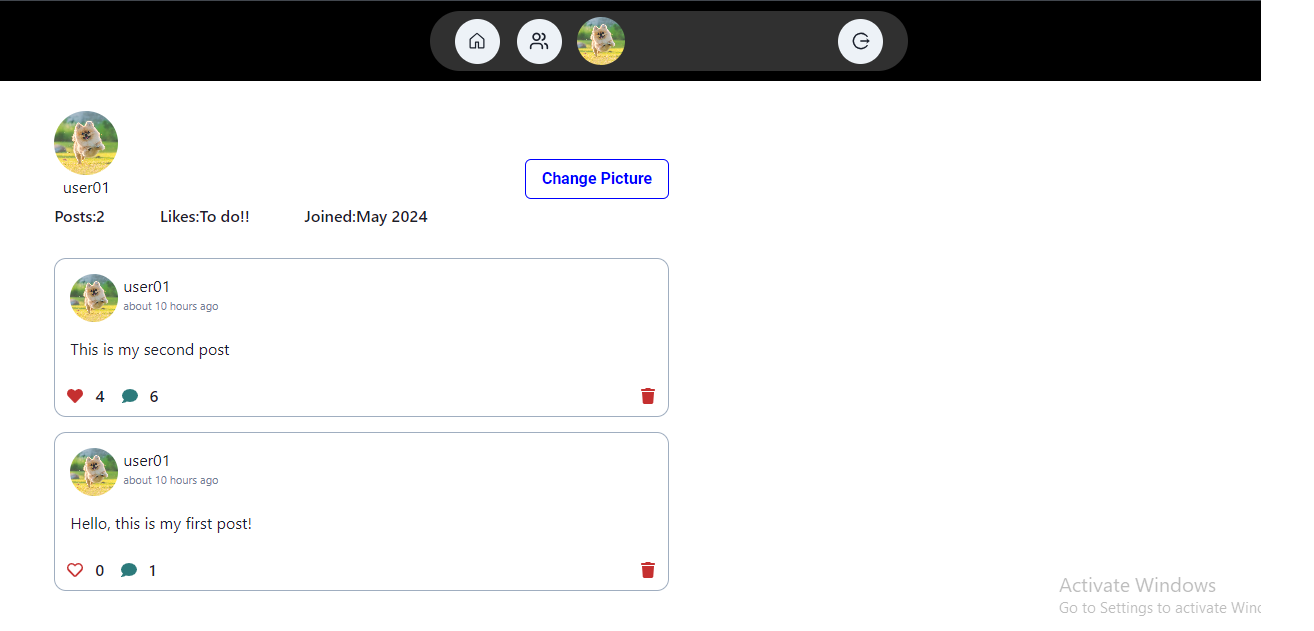 user01
Change Picture
Posts:2 Likes:To do!! Joined:May 2024
user01
about 10 hours ago
This is my second post
4 6
user01
about 10 hours ago
Hello, this is my first post!
0 1
Activate Windows
Go to Settings to activate Winc